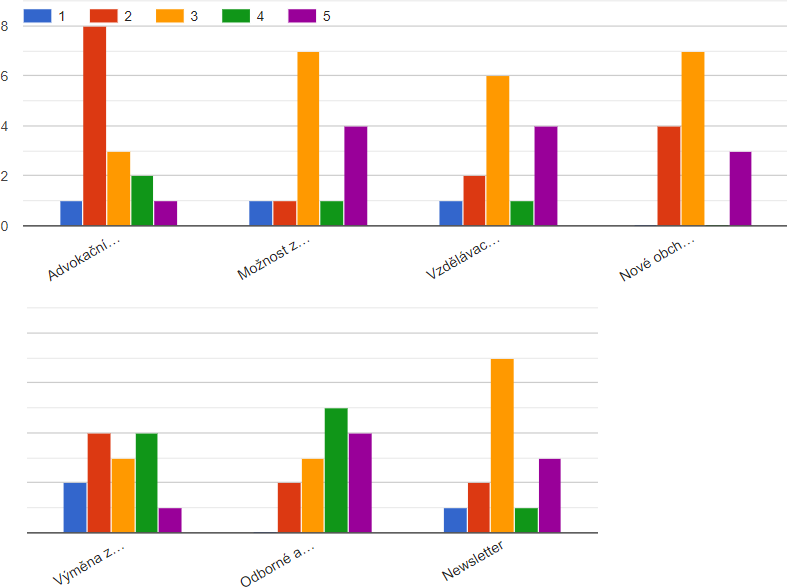 1 2 3 4 5
8
6
4
2
0
Advokační… Možnost z… Vzdělávac… Nové obch…
Výměna z… Odborné a… Newsletter